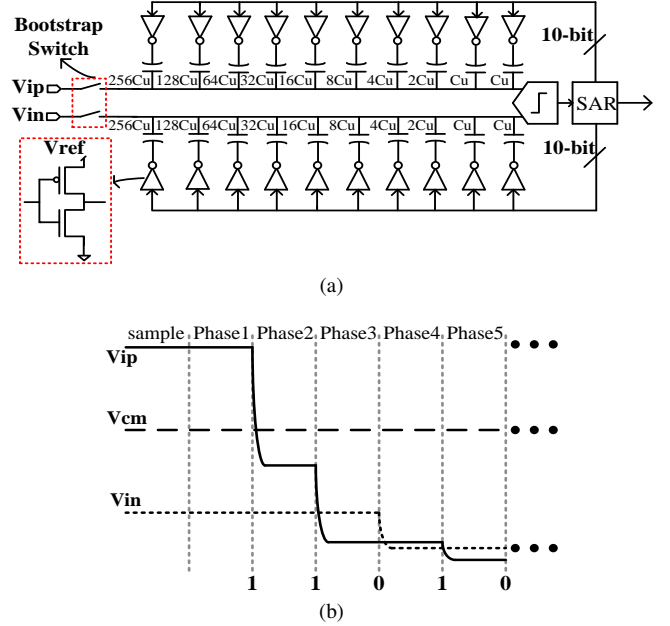 Bootstrap
Switch
10-bit
256Cu 128Cu 64Cu 32Cu 16Cu 8Cu 4Cu 2Cu Cu Cu
Vip
Vin
SAR
256Cu 128Cu 64Cu 32Cu 16Cu 8Cu 4Cu 2Cu Cu Cu
Vref
10-bit
(a)
sample Phase1 Phase2 Phase3 Phase4 Phase5
Vip
Vcm
Vin
1 1 0 1 0
(b)